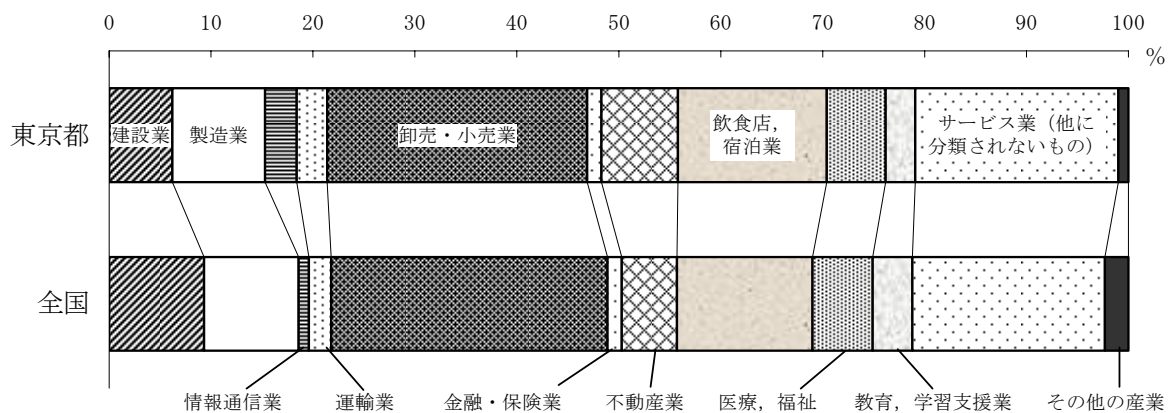 0 10 20 30 40 50 60 70 80 90 100
%
東京都
建設業
製造業
卸売・小売業
飲食店,
宿泊業
サービス業(他に
分類されないもの)
全国
情報通信業
運輸業
金融・保険業
不動産業
医療, 福祉
教育, 学習支援業
その他の産業